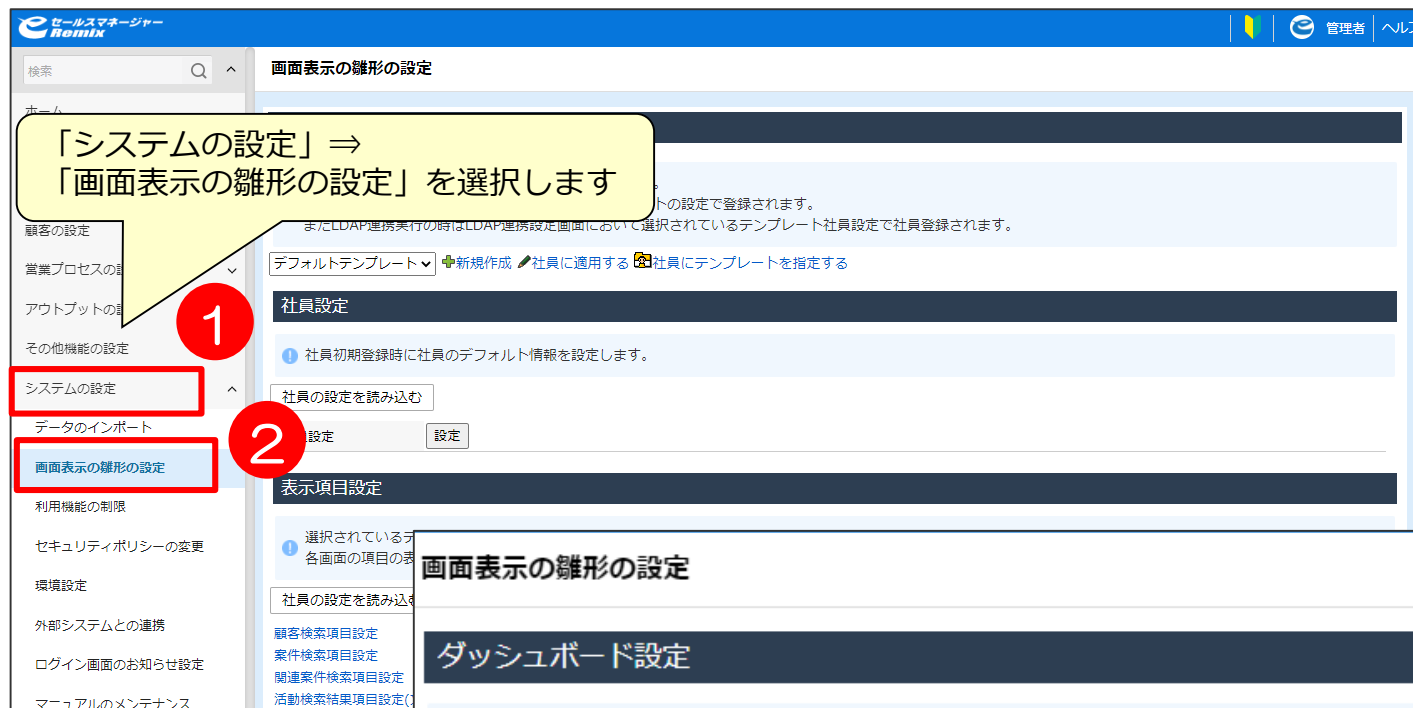 セールスマネージャー
Remix
管理者
検索
画面表示の雛形の設定
ホーム
「システムの設定」⇒
「画面表示の雛形の設定」を選択します
トの設定で登録されます。
またLDAP連携実行の時はLDAP連携設定画面において選択されているテンプレート社員設定で社員登録されます。
顧客の設定
営業プロセスの
デフォルトテンプレート
新規作成
社員に適用する
社員にテンプレートを指定する
アウトプットの
1
社員設定
その他機能の設定
社員初期登録時に社員のデフォルト情報を設定します。
システムの設定
社員の設定を読み込む
データのインポート
2
設定
設定
画面表示の雛形の設定
表示項目設定
利用機能の制限
選択されている
セキュリティポリシーの変更
各画面の項目の表
画面表示の雛形の設定
環境設定
社員の設定を読み込む
外部システムとの連携
顧客検索項目設定
ダッシュボード設定
案件検索項目設定
ログイン画面のお知らせ設定
関連案件検索項目設定
活動検索結果項目設定
マニュアルのメンテナンス